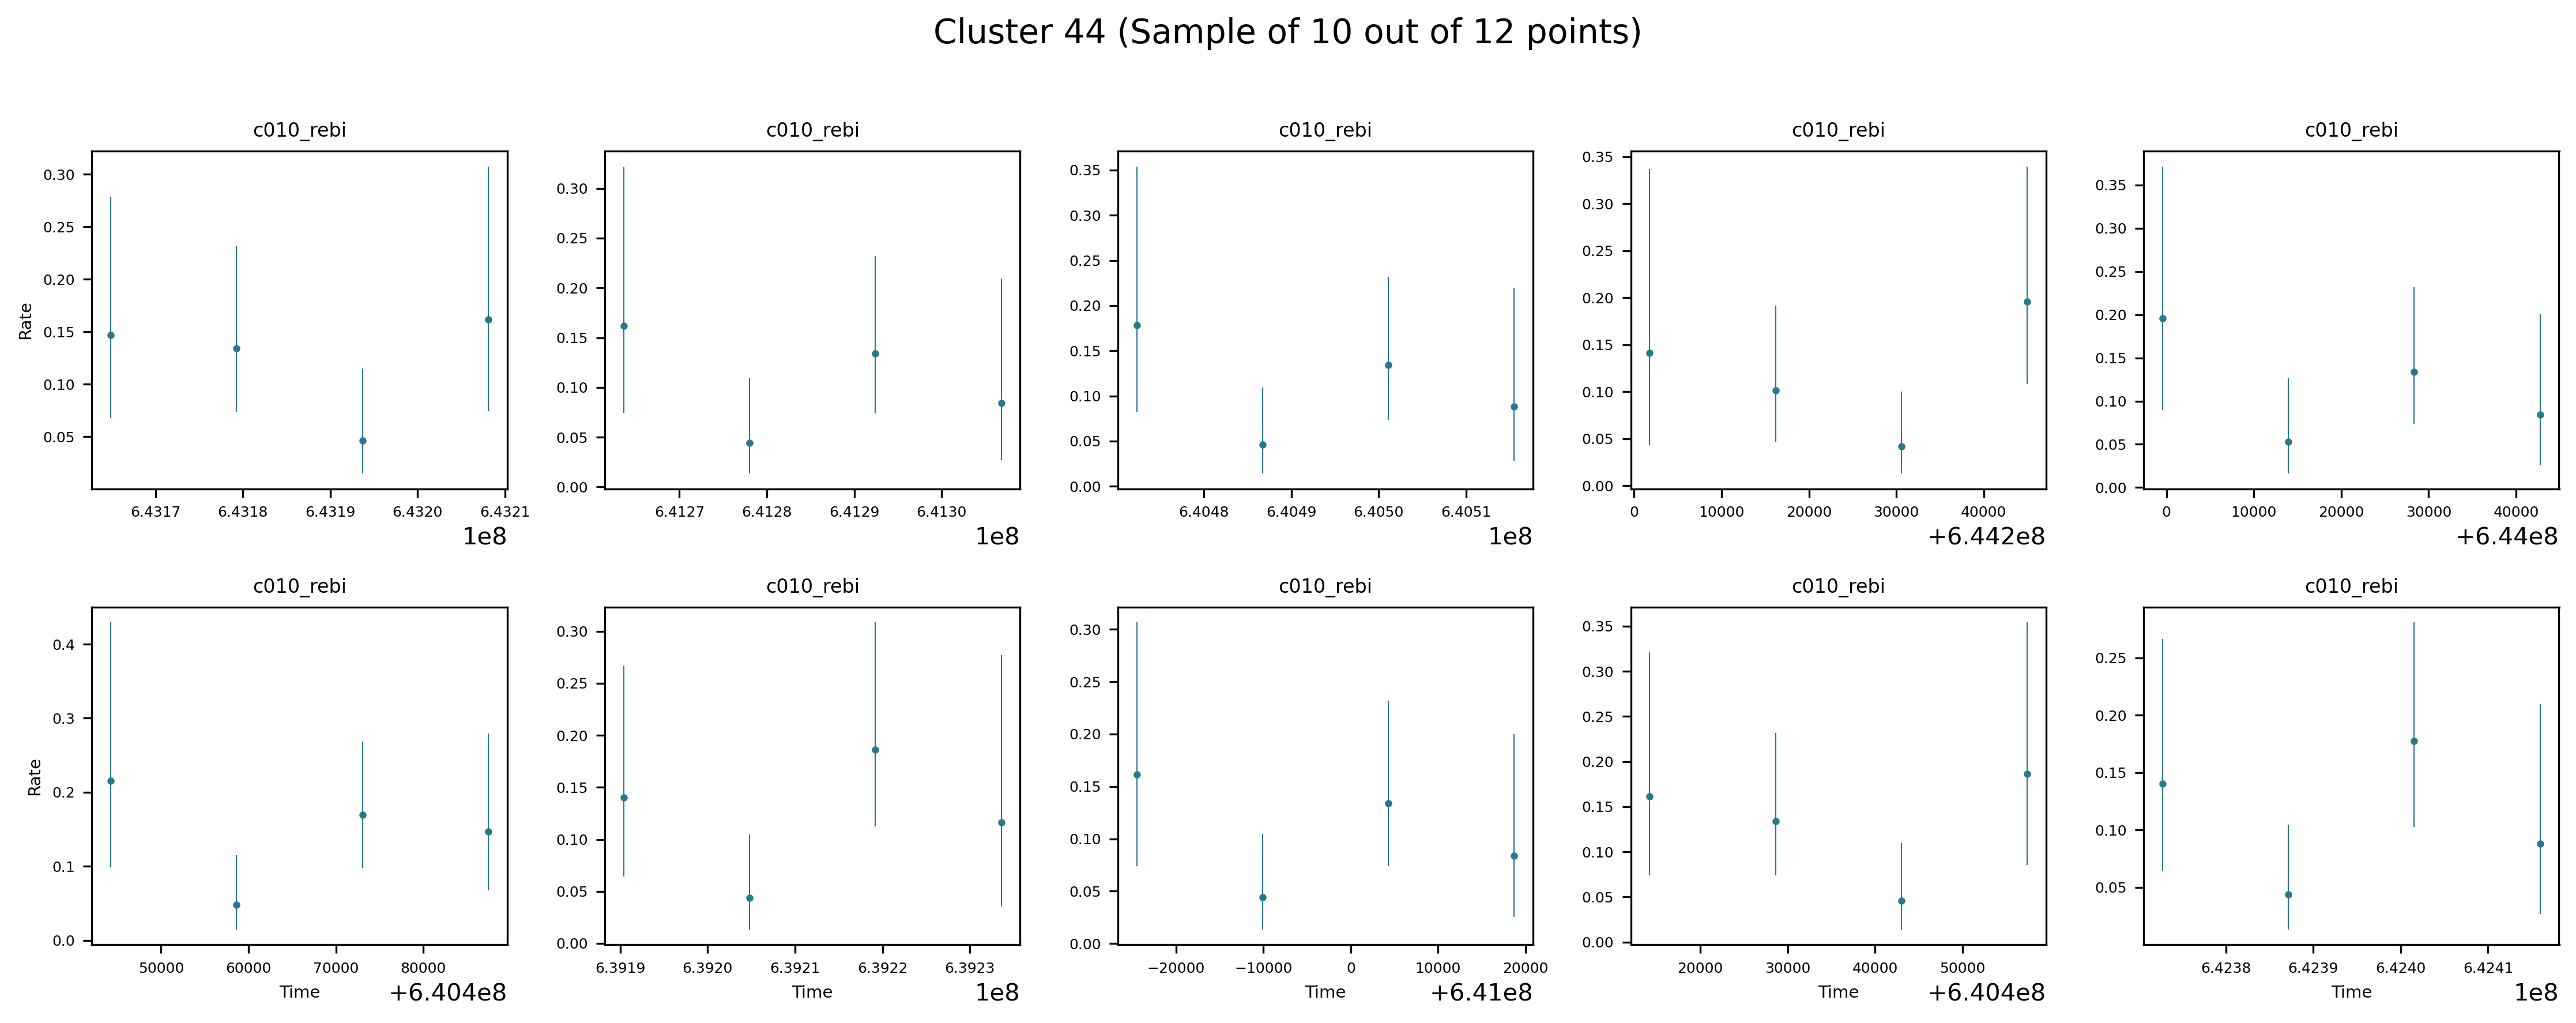 Cluster 44 (Sample of 10 out of 12 points)
c010_rebi c010_rebi c010_rebi c010_rebi c010_rebi
Rate
0.30 0.25 0.20 0.15 0.10 0.05
6.4317 6.4318 6.4319 6.4320 6.4321
1e8
0.30 0.25 0.20 0.15 0.10 0.05 0.00
6.4127 6.4128 6.4129 6.4130
1e8
0.35 0.30 0.25 0.20 0.15 0.10 0.05 0.00
6.4048 6.4049 6.4050 6.4051
1e8
0.35 0.30 0.25 0.20 0.15 0.10 0.05 0.00
0 10000 20000 30000 40000
+6.442e8
0.35 0.30 0.25 0.20 0.15 0.10 0.05 0.00
0 10000 20000 30000 40000
+6.44e8
c010_rebi c010_rebi c010_rebi c010_rebi c010_rebi
Rate
0.4 0.3 0.2 0.1 0.0
50000 60000 70000 80000
Time +6.404e8
0.30 0.25 0.20 0.15 0.10 0.05 0.00
6.3919 6.3920 6.3921 6.3922 6.3923
Time 1e8
0.30 0.25 0.20 0.15 0.10 0.05 0.00
−20000 −10000 0 10000 20000
Time +6.41e8
0.35 0.30 0.25 0.20 0.15 0.10 0.05 0.00
20000 30000 40000 50000
Time +6.404e8
0.25 0.20 0.15 0.10 0.05
6.4238 6.4239 6.4240 6.4241
Time 1e8